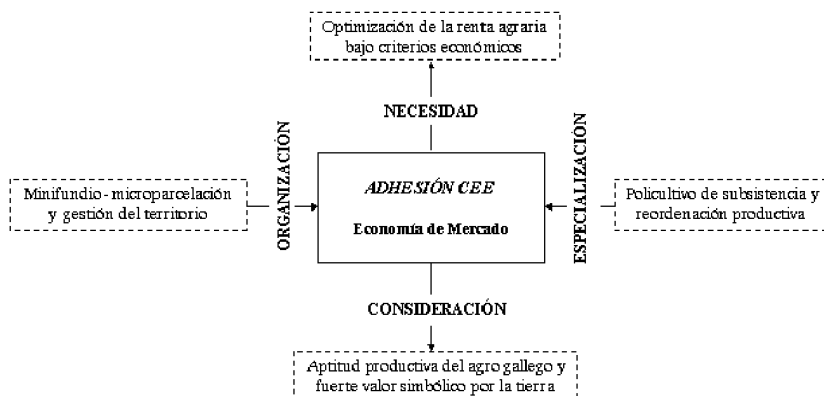 Optimización de la renta agraria
bajo criterios económicos
NECESIDAD
ORGANIZACIÓN
ESPECIALIZACIÓN
Minifundio - microparcelación
y gestión del territorio
ADHESIÓN CEE
Economía de Mercado
Policultivo de subsistencia y
reordenación productiva
CONSIDERACIÓN
Aptitud productiva del agro gallego y
fuerte valor simbólico por la tierra